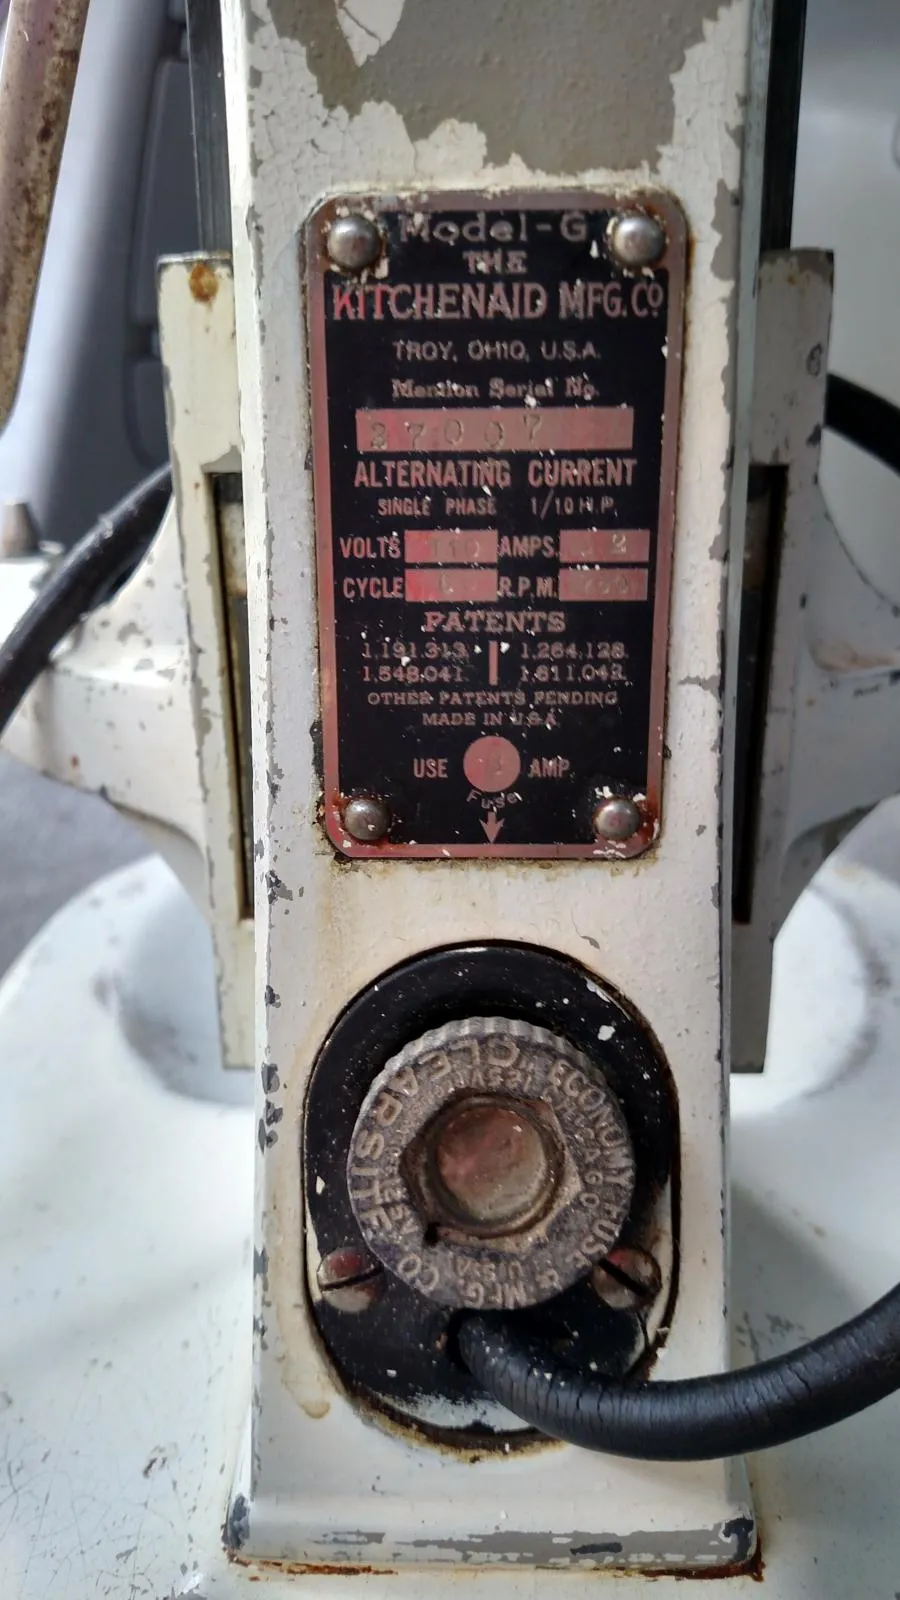 Model-G
THE
KITCHENAID MFG. Co
TROY, OHIO, U.S.A.
Mention Serial No.
37007
ALTERNATING CURRENT
SINGLE PHASE 1/10 H.P.
VOLTS 110 AMPS.
CYCLE R.P.M.
PATENTS
1,191,313. 1,264,128.
1,548,041. 1,611,042.
OTHER PATENTS PENDING
MADE IN U.S.A.
USE AMP.
Fuse
CLEARSITE
ECONOMY FUSE & MFG. CO.
CHICAGO
U.S.A.